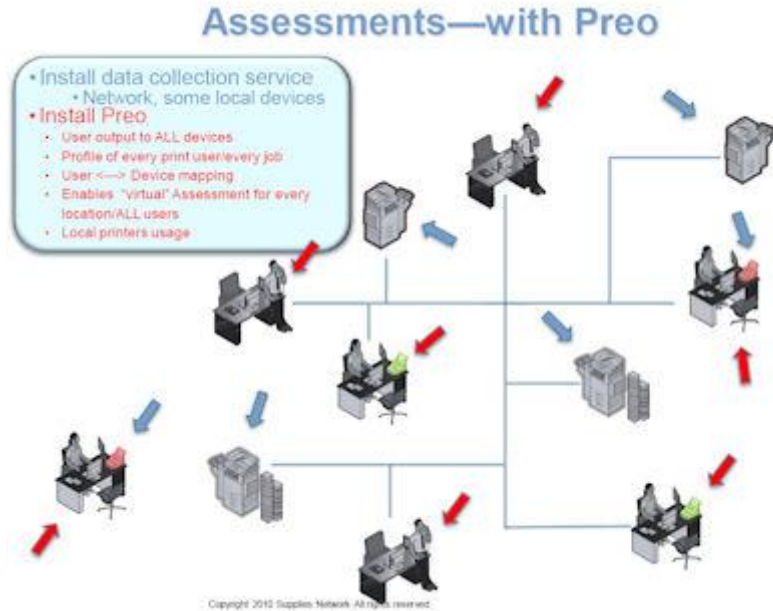 Assessments—with Preo
• Install data collection service
• Network, some local devices
• Install Preo
• User output to ALL devices
• Profile of every print user/every job
• User <---> Device mapping
• Enables "virtual" Assessment for every
location/ALL users
• Local printers usage
Copyright 2010 Supplies Network All rights reserved.